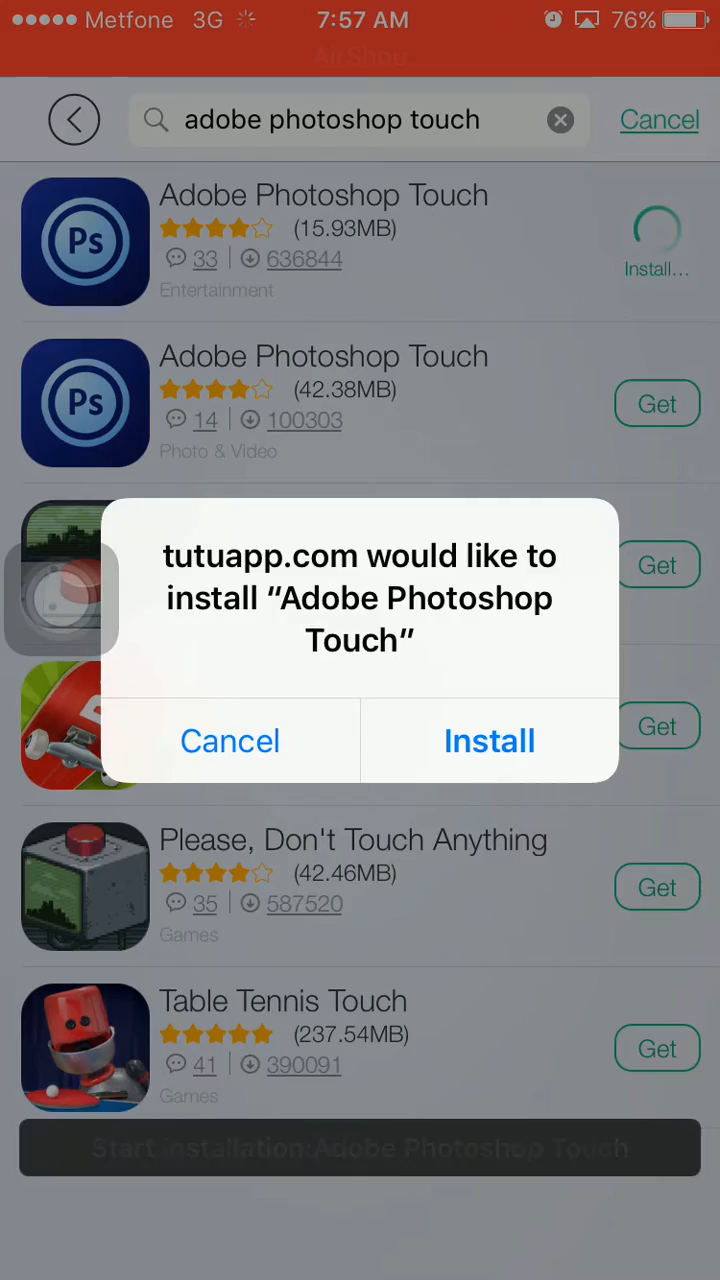 Metfone 3G 7:57 AM 76%
AirShou
adobe photoshop touch Cancel
Ps
Adobe Photoshop Touch
(15.93MB)
33 636844
Entertainment
Install...
Ps
Adobe Photoshop Touch
(42.38MB)
14 100303
Photo & Video
Get
tutuapp.com would like to
install “Adobe Photoshop
Touch”
Cancel Install
Get
Get
Please, Don't Touch Anything
(42.46MB)
35 587520
Games
Get
Table Tennis Touch
(237.54MB)
41 390091
Games
Get
Start installation:Adobe Photoshop Touch